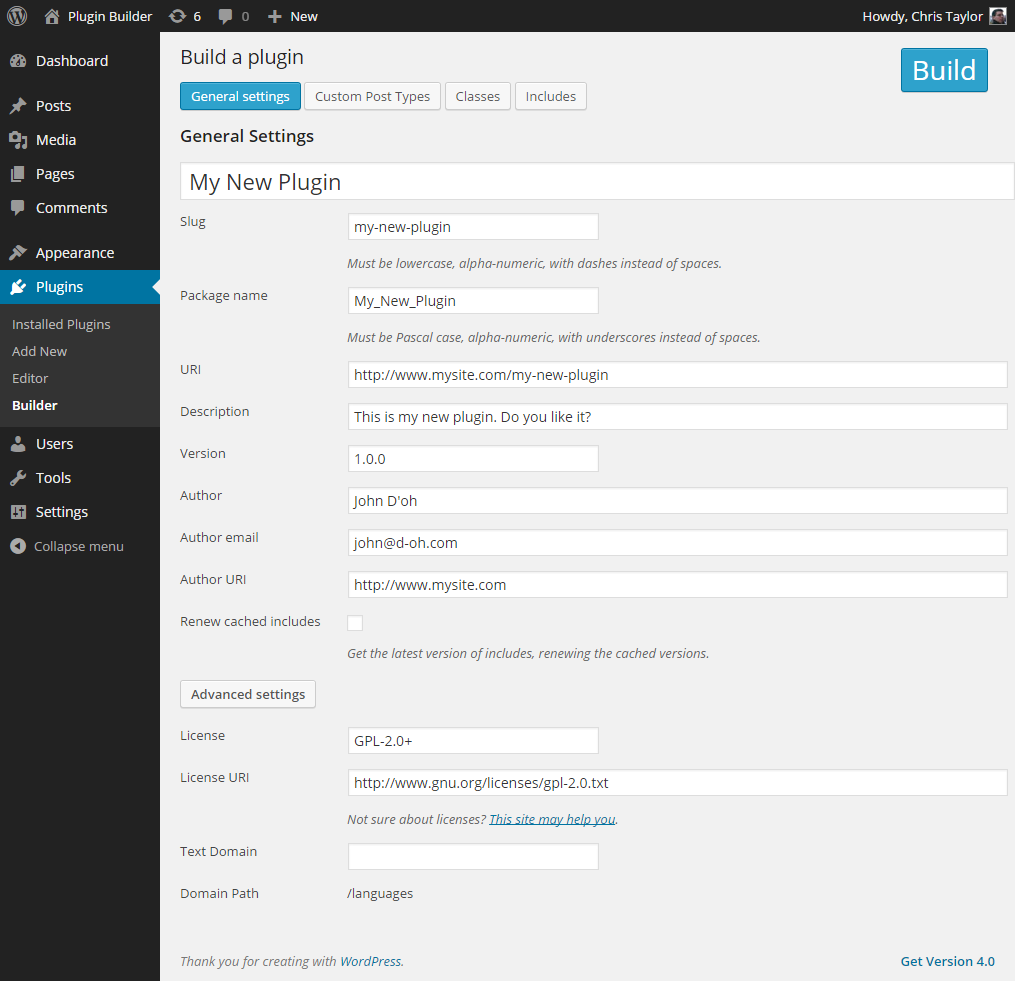 Plugin Builder 6 0 New Howdy, Chris Taylor
Dashboard
Posts
Media
Pages
Comments
Appearance
Plugins
Installed Plugins
Add New
Editor
Builder
Users
Tools
Settings
Collapse menu
Build a plugin
Build
General settings Custom Post Types Classes Includes
General Settings
My New Plugin
Slug my-new-plugin
Must be lowercase, alpha-numeric, with dashes instead of spaces.
Package name My_New_Plugin
Must be Pascal case, alpha-numeric, with underscores instead of spaces.
URI http://www.mysite.com/my-new-plugin
Description This is my new plugin. Do you like it?
Version 1.0.0
Author John D'oh
Author email john@d-oh.com
Author URI http://www.mysite.com
Renew cached includes
Get the latest version of includes, renewing the cached versions.
Advanced settings
License GPL-2.0+
License URI http://www.gnu.org/licenses/gpl-2.0.txt
Not sure about licenses? This site may help you.
Text Domain
Domain Path /languages
Thank you for creating with WordPress. Get Version 4.0